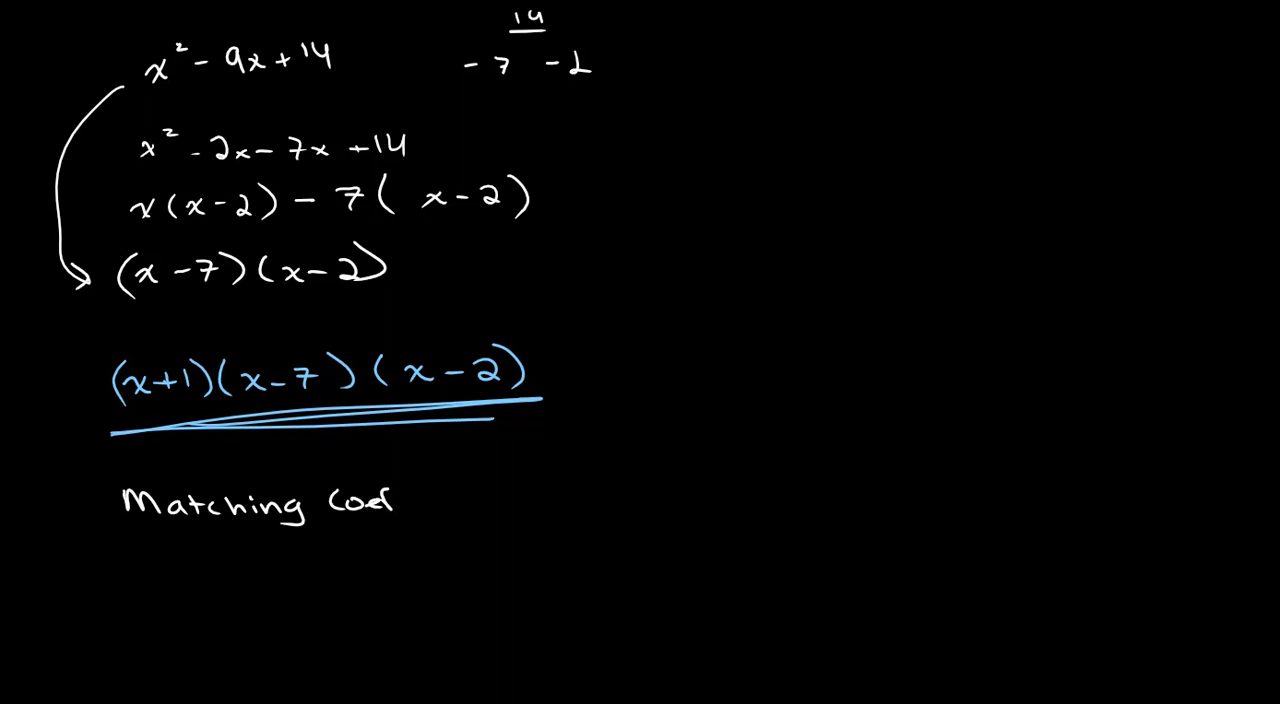 14
x² - 9x + 14
- 7 - 2
x² - 2x - 7x + 14
x(x - 2) - 7(x - 2)
(x - 7)(x - 2)
(x+1)(x-7)(x-2)
Matching Coef